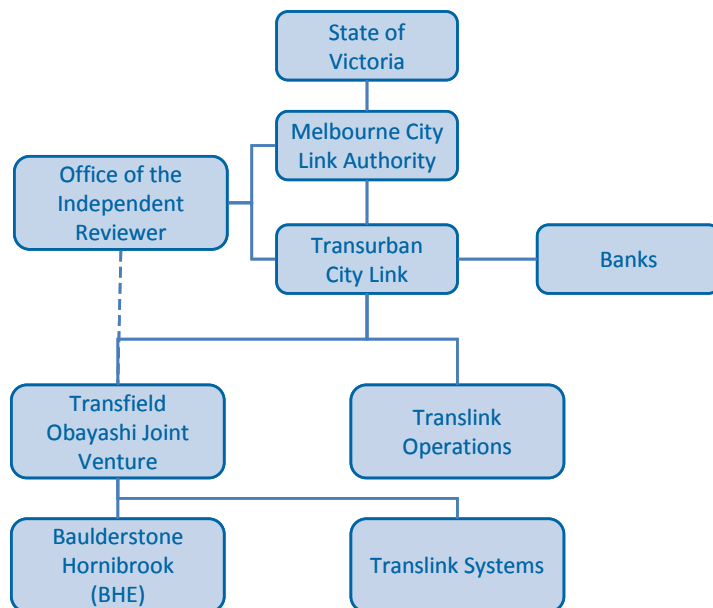 State of
Victoria
Melbourne City
Link Authority
Office of the
Independent
Reviewer
Transurban
City Link
Banks
Transfield
Obayashi Joint
Venture
Translink
Operations
Baulderstone
Hornibrook
(BHE)
Translink Systems